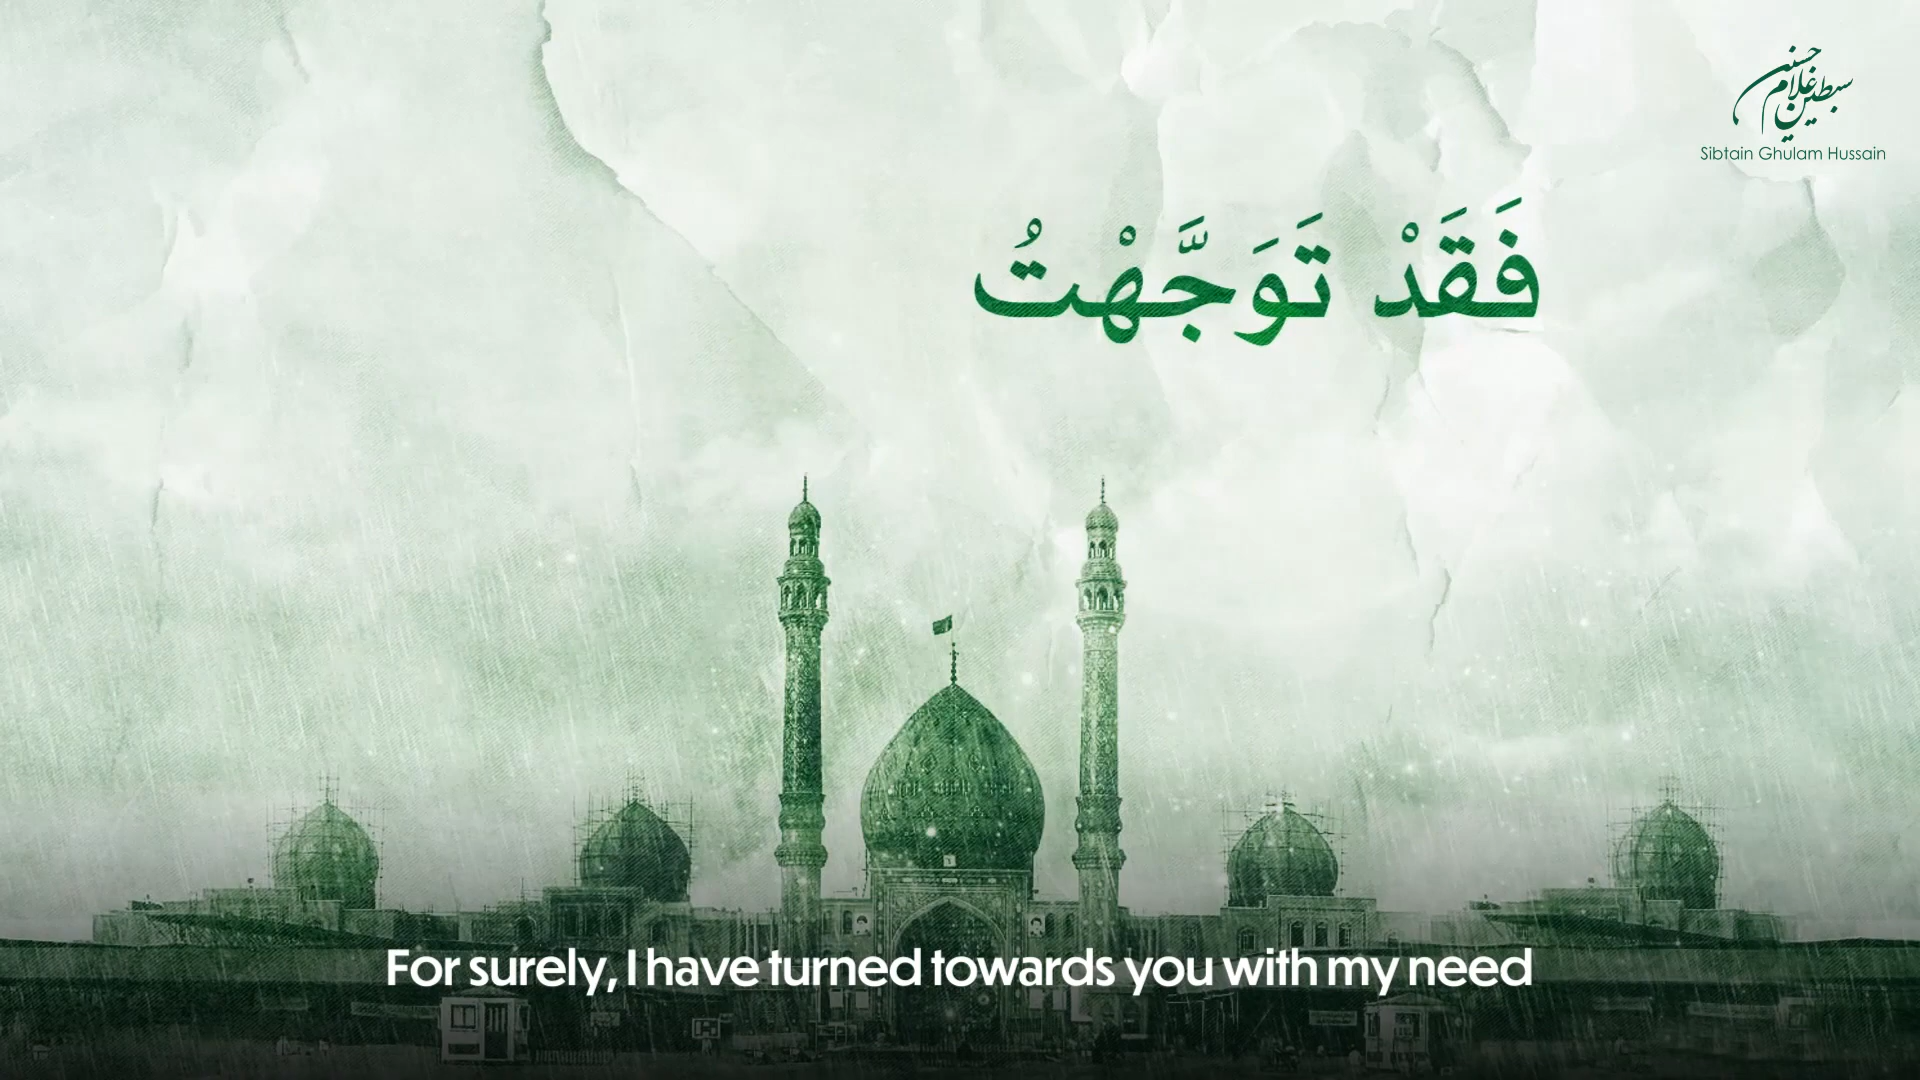 سبطین غلام حسین
Sibtain Ghulam Hussain
فَقَدْ تَوَجَّهْتُ
For surely, I have turned towards you with my need